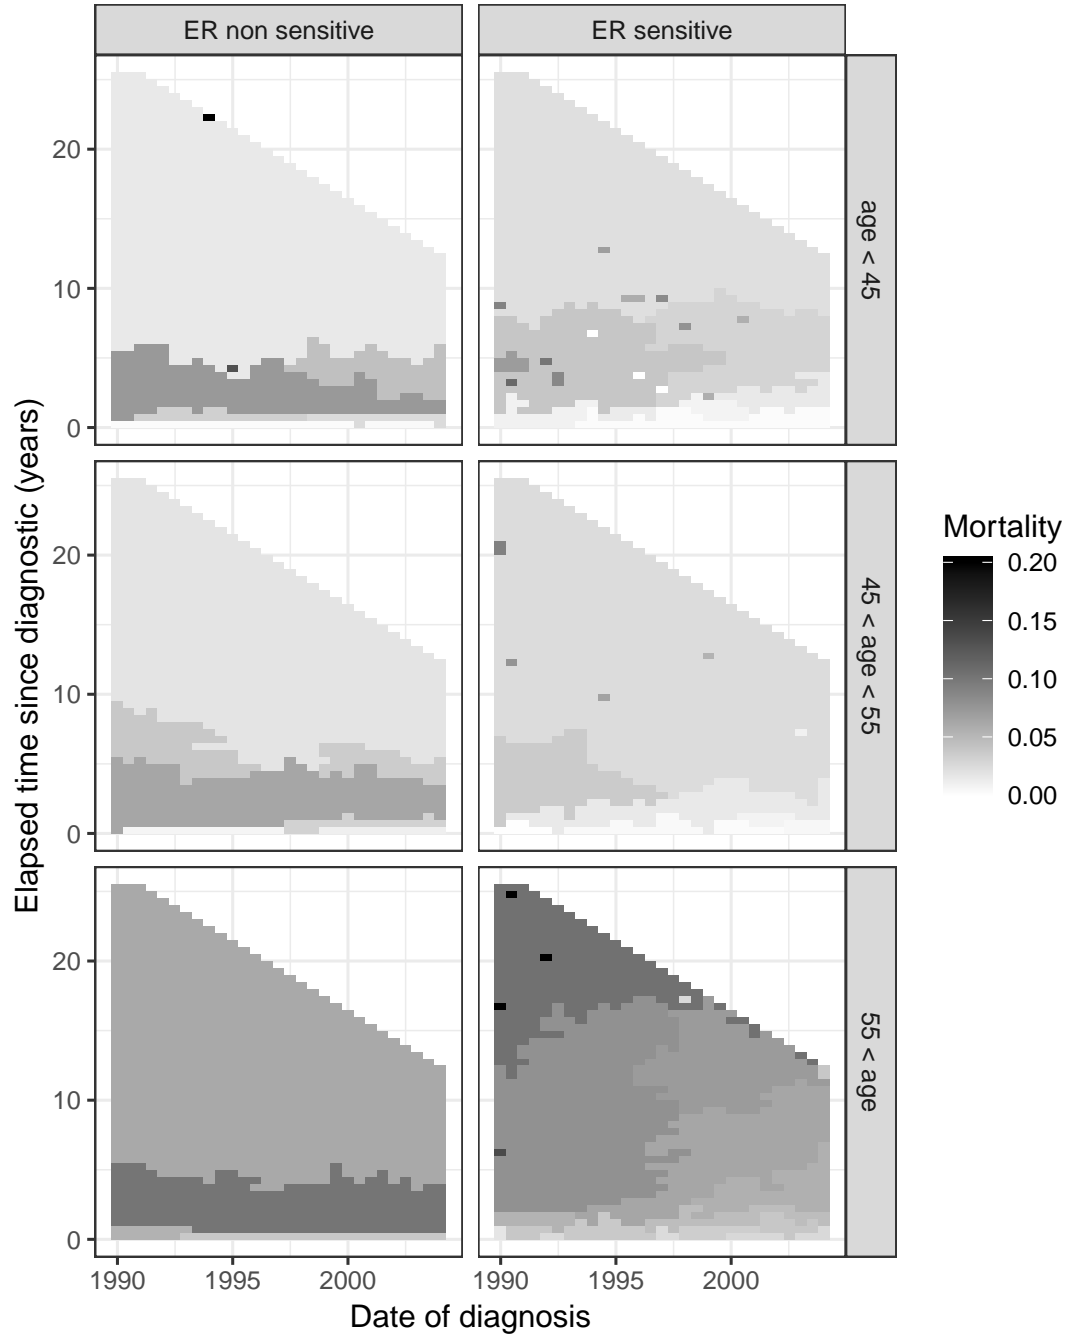 ER non sensitive
ER sensitive
20
10
0
age < 45
20
10
0
45 < age < 55
20
10
0
55 < age
1990
1995
2000
1990
1995
2000
Date of diagnosis
Elapsed time since diagnostic (years)
Mortality
0.20
0.15
0.10
0.05
0.00